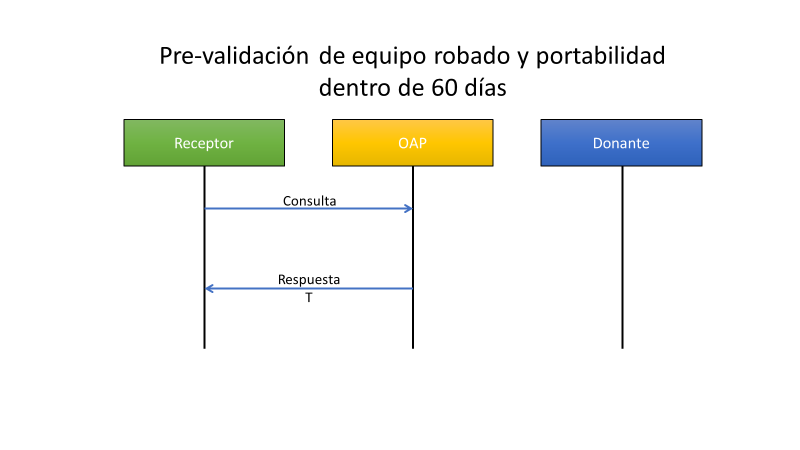 Pre-validación de equipo robado y portabilidad
dentro de 60 días
Receptor
OAP
Donante
Consulta
Respuesta
T